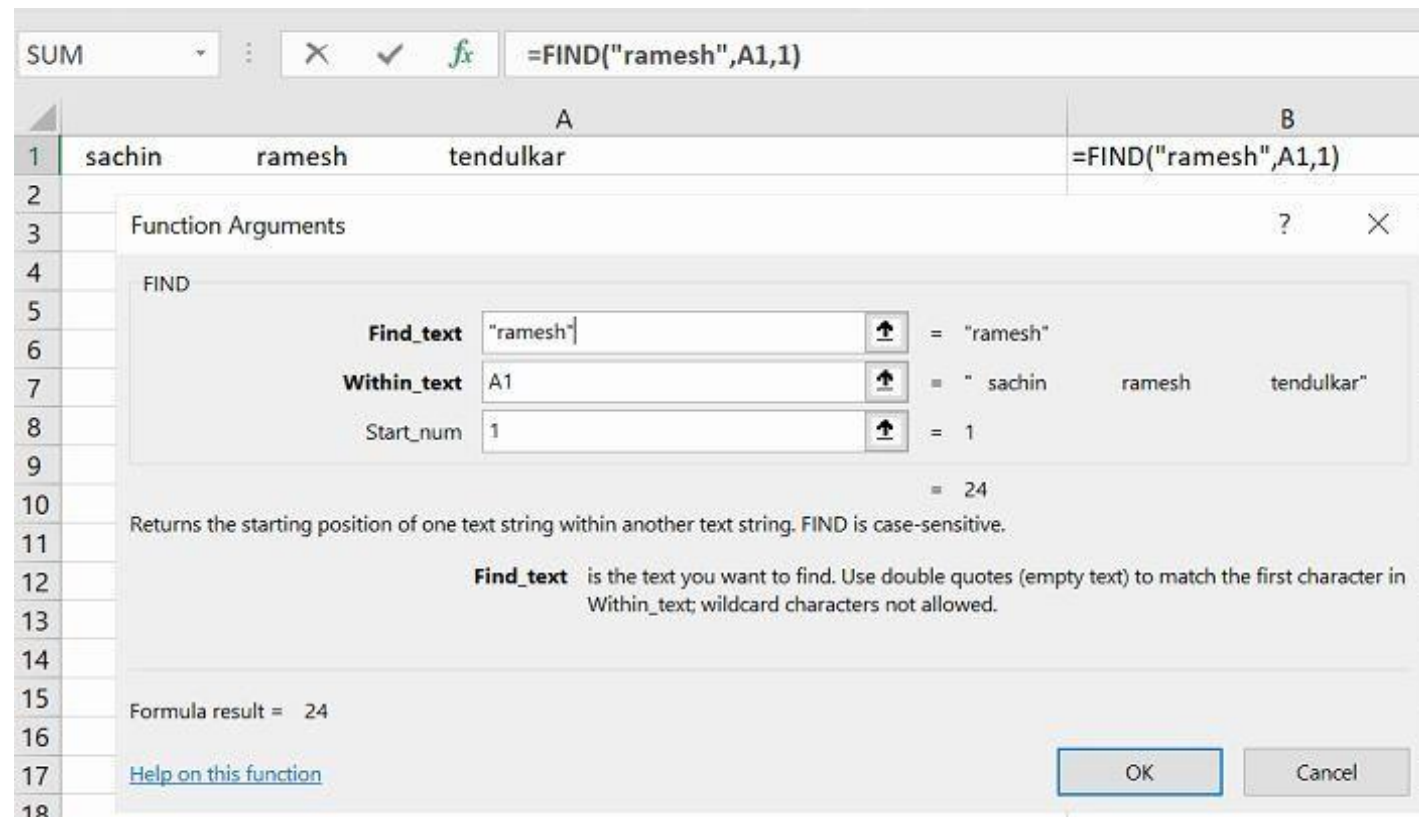 SUM =FIND("ramesh",A1,1)
A B
1 sachin ramesh tendulkar =FIND("ramesh",A1,1)
2
Function Arguments ? 
3
4
FIND
5
Find_text "ramesh" = "ramesh"
6
7 Within_text A1 = " sachin ramesh tendulkar"
8 Start_num 1 = 1
9
= 24
10
Returns the starting position of one text string within another text string. FIND is case-sensitive.
11
12 Find_text is the text you want to find. Use double quotes (empty text) to match the first character in
13 Within_text; wildcard characters not allowed.
14
15 Formula result = 24
16
17 Help on this function OK Cancel
18